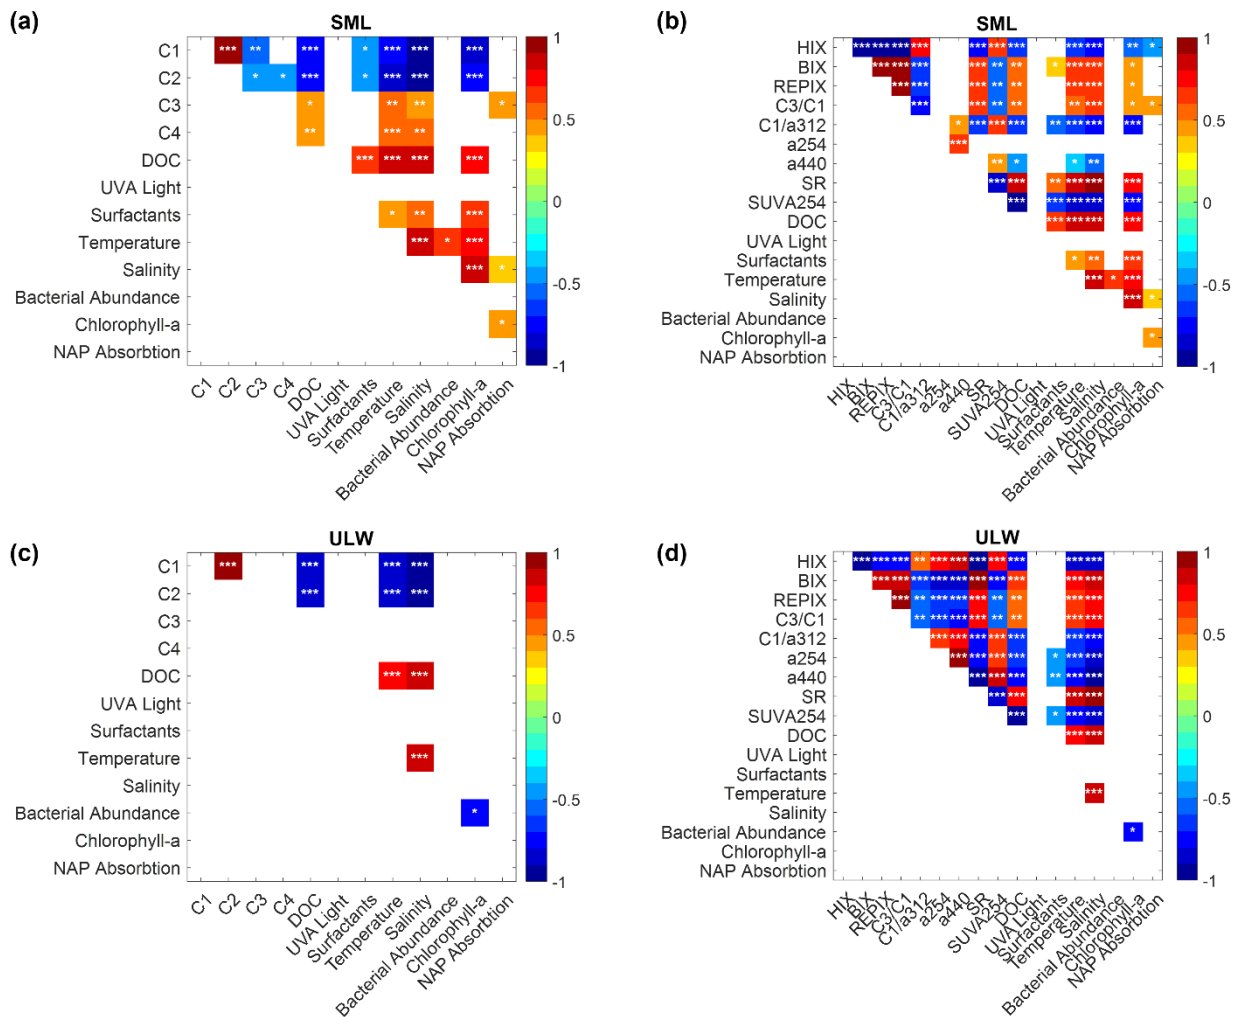 (a)
SML
C1 *** ** *** * *** *** ***
C2 * * *** * *** *** ***
C3 * ** ** *
C4 ** *** **
DOC *** *** *** ***
UVA Light
Surfactants * ** ***
Temperature *** * ***
Salinity *** *
Bacterial Abundance
Chlorophyll-a *
NAP Absorbtion
C1
C2
C3
C4
DOC
UVA Light
Surfactants
Temperature
Salinity
Bacterial Abundance
Chlorophyll-a
NAP Absorbtion
1
0.5
0
-0.5
-1
(b)
SML
HIX *** *** *** *** *** *** *** *** *** ** *
BIX *** *** *** *** ** ** * *** *** *
REPIX *** *** *** ** ** *** *** *
C3/C1 *** *** ** ** ** *** * *
C1/a312 * *** *** *** ** *** *** ***
a254 ***
a440 ** * * **
SR *** *** ** *** *** ***
SUVA254 *** *** *** *** ***
DOC *** *** *** ***
UVA Light
Surfactants * ** ***
Temperature *** * ***
Salinity *** *
Bacterial Abundance
Chlorophyll-a *
NAP Absorbtion
HIX
BIX
REPIX
C3/C1
C1/a312
a254
a440
SR
SUVA254
DOC
UVA Light
Surfactants
Temperature
Salinity
Bacterial Abundance
Chlorophyll-a
NAP Absorbtion
1
0.5
0
-0.5
-1
(c)
ULW
C1 *** *** *** ***
C2 *** *** ***
C3
C4
DOC *** ***
UVA Light
Surfactants
Temperature ***
Salinity
Bacterial Abundance *
Chlorophyll-a
NAP Absorbtion
C1
C2
C3
C4
DOC
UVA Light
Surfactants
Temperature
Salinity
Bacterial Abundance
Chlorophyll-a
NAP Absorbtion
1
0.5
0
-0.5
-1
(d)
ULW
HIX *** *** *** *** ** *** *** *** *** *** *** ***
BIX *** *** *** *** *** *** *** *** *** ***
REPIX *** ** *** *** *** ** ** *** ***
C3/C1 ** *** *** *** ** ** *** ***
C1/a312 *** *** *** *** *** *** ***
a254 *** *** *** *** * *** ***
a440 *** *** *** ** *** ***
SR *** *** *** ***
SUVA254 *** * *** ***
DOC *** ***
UVA Light
Surfactants
Temperature ***
Salinity
Bacterial Abundance *
Chlorophyll-a
NAP Absorbtion
HIX
BIX
REPIX
C3/C1
C1/a312
a254
a440
SR
SUVA254
DOC
UVA Light
Surfactants
Temperature
Salinity
Bacterial Abundance
Chlorophyll-a
NAP Absorbtion
1
0.5
0
-0.5
-1